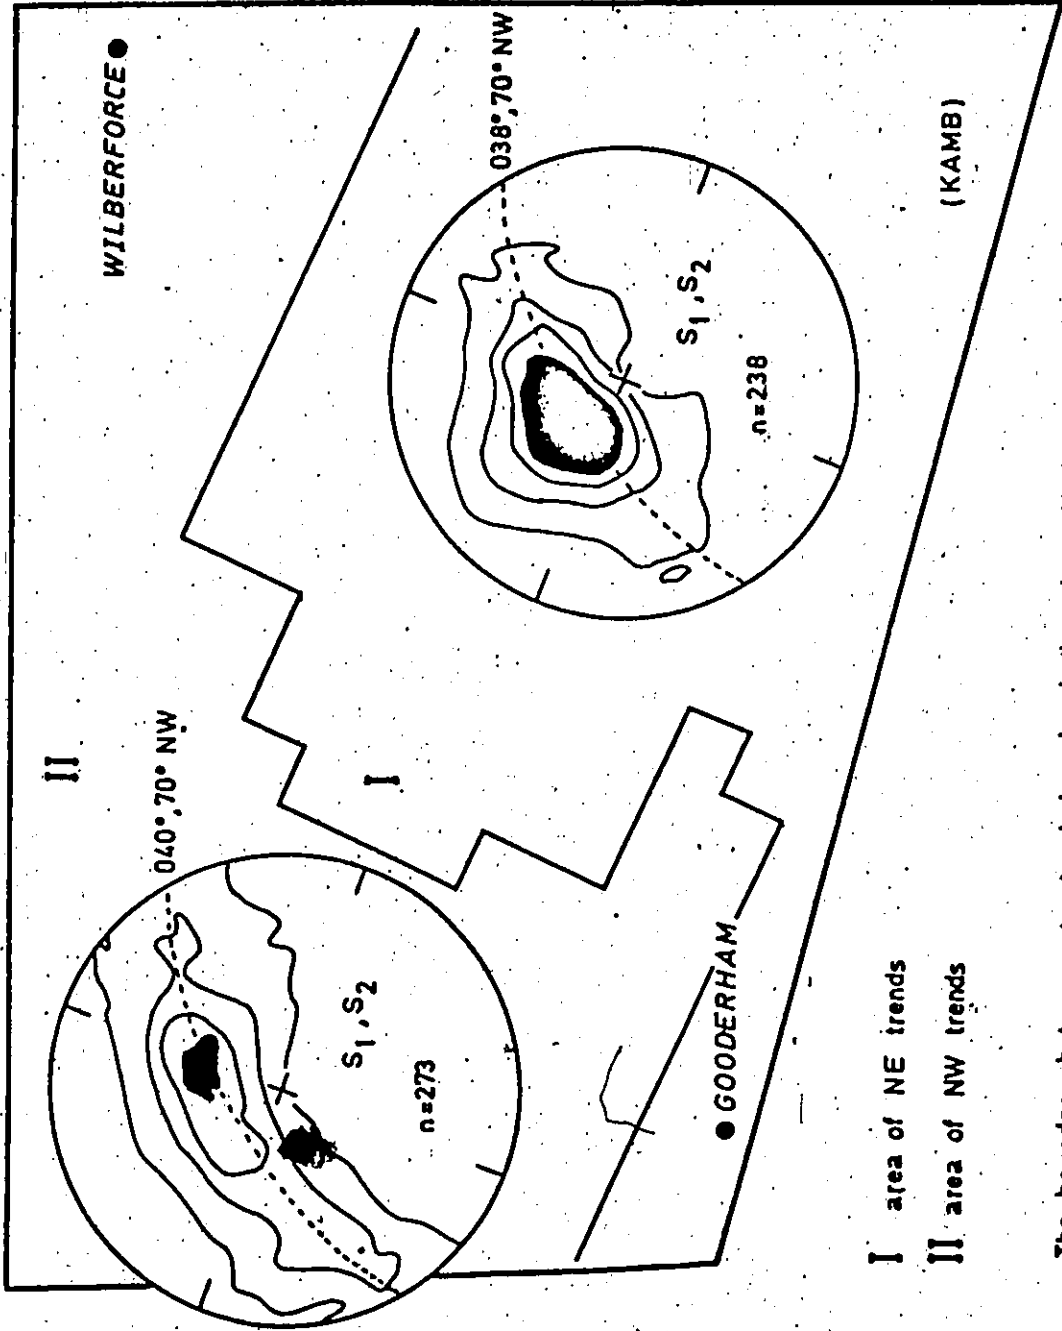 WILBERFORCE
II
040°, 70° NW
038°, 70° NW
I
S1, S2
n=273
S1, S2
n=238
(KAMB)
GOODERHAM
I area of NE trends
II area of NW trends
The